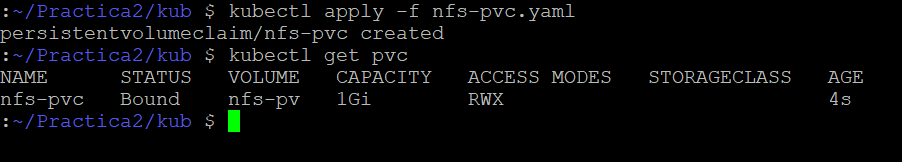 :~/Practica2/kub $ kubectl apply -f nfs-pvc.yaml
persistentvolumeclaim/nfs-pvc created
:~/Practica2/kub $ kubectl get pvc
NAME      STATUS   VOLUME   CAPACITY   ACCESS MODES   STORAGECLASS   AGE
nfs-pvc   Bound    nfs-pv   1Gi        RWX                           4s
:~/Practica2/kub $